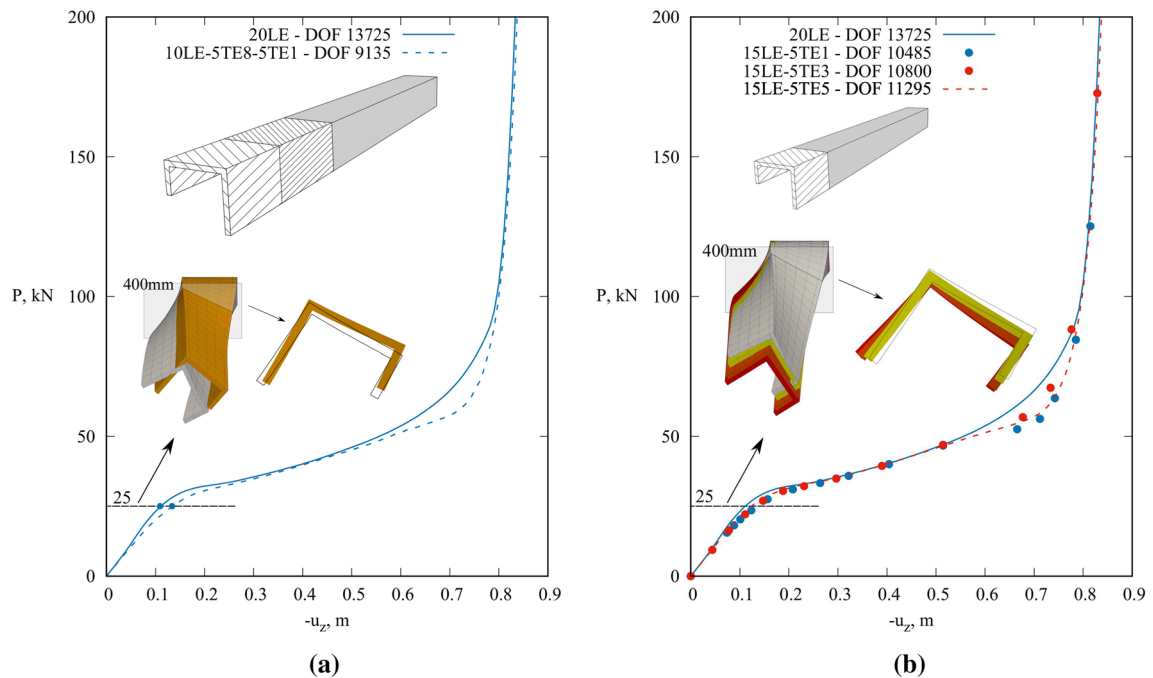 200
150
100
50
0
P, kN
20LE - DOF 13725
10LE-5TE8-5TE1 - DOF 9135
400mm
25
0
0.1
0.2
0.3
0.4
0.5
0.6
0.7
0.8
0.9
-uz, m
(a)
200
150
100
50
0
P, kN
20LE - DOF 13725
15LE-5TE1 - DOF 10485
15LE-5TE3 - DOF 10800
15LE-5TE5 - DOF 11295
400mm
25
0
0.1
0.2
0.3
0.4
0.5
0.6
0.7
0.8
0.9
-uz, m
(b)